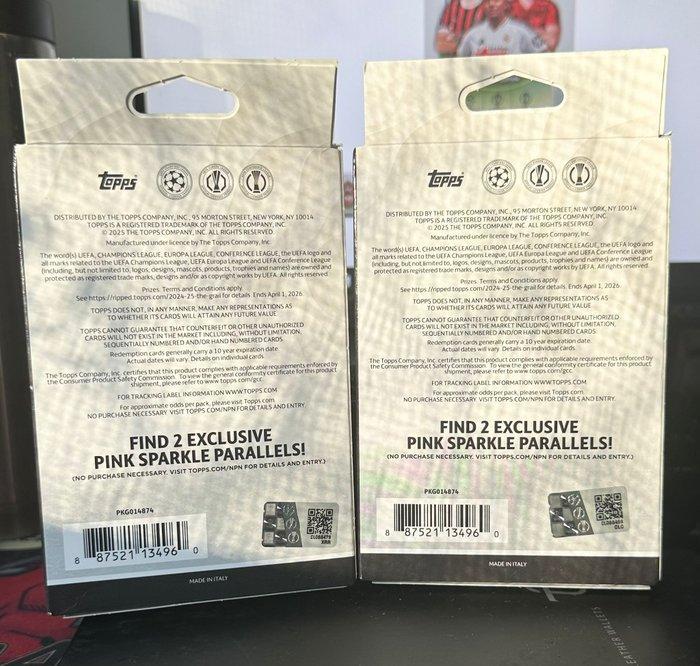 Topps
DISTRIBUTED BY THE TOPPS COMPANY, INC., 95 MORTON STREET, NEW YORK, NY 10014
TOPPS IS A REGISTERED TRADEMARK OF THE TOPPS COMPANY, INC.
© 2025 THE TOPPS COMPANY, INC. ALL RIGHTS RESERVED
Manufactured under licence by The Topps Company, Inc
The word(s) UEFA, CHAMPIONS LEAGUE, EUROPA LEAGUE, CONFERENCE LEAGUE, the UEFA logo and
all marks related to the UEFA Champions League, UEFA Europa League and UEFA Conference League
(including, but not limited to, logos, designs, mascots, products, trophies and names) are owned and
protected as registered trade marks, designs and/or as copyright works by UEFA. All rights reserved.
Prizes. Terms and Conditions apply.
See https://ripped.topps.com/2024-25-the-grail for details. Ends April 1, 2026.
TOPPS DOES NOT, IN ANY MANNER, MAKE ANY REPRESENTATIONS AS
TO WHETHER ITS CARDS WILL ATTAIN ANY FUTURE VALUE
TOPPS CANNOT GUARANTEE THAT COUNTERFEIT OR OTHER UNAUTHORIZED
CARDS WILL NOT EXIST IN THE MARKET INCLUDING, WITHOUT LIMITATION,
SEQUENTIALLY NUMBERED AND/OR HAND NUMBERED CARDS.
Redemption cards generally carry a 10 year expiration date.
Actual dates will vary. Details on individual cards.
The Topps Company, Inc. certifies that this product complies with applicable requirements enforced by
the Consumer Product Safety Commission. To view the general conformity certificate for this product
shipment, please refer to www.topps.com/gcc.
FOR TRACKING LABEL INFORMATION WWW.TOPPS.COM
For approximate odds per pack, please visit Topps.com.
NO PURCHASE NECESSARY. VISIT TOPPS.COM/NPN FOR DETAILS AND ENTRY.
FIND 2 EXCLUSIVE
PINK SPARKLE PARALLELS!
(NO PURCHASE NECESSARY. VISIT TOPPS.COM/NPN FOR DETAILS AND ENTRY.)
PKG014874
8 87521 13496 0
MADE IN ITALY
Topps
DISTRIBUTED BY THE TOPPS COMPANY, INC., 95 MORTON STREET, NEW YORK, NY 10014
TOPPS IS A REGISTERED TRADEMARK OF THE TOPPS COMPANY, INC.
© 2025 THE TOPPS COMPANY, INC. ALL RIGHTS RESERVED
Manufactured under licence by The Topps Company, Inc.
The word(s) UEFA, CHAMPIONS LEAGUE, EUROPA LEAGUE, CONFERENCE LEAGUE, the UEFA logo and
all marks related to the UEFA Champions League, UEFA Europa League and UEFA Conference League
(including, but not limited to, logos, designs, mascots, products, trophies and names) are owned and
protected as registered trade marks, designs and/or as copyright works by UEFA. All rights reserved.
Prizes. Terms and Conditions apply.
See https://ripped.topps.com/2024-25-the-grail for details. Ends April 1, 2026.
TOPPS DOES NOT, IN ANY MANNER, MAKE ANY REPRESENTATIONS AS
TO WHETHER ITS CARDS WILL ATTAIN ANY FUTURE VALUE
TOPPS CANNOT GUARANTEE THAT COUNTERFEIT OR OTHER UNAUTHORIZED
CARDS WILL NOT EXIST IN THE MARKET INCLUDING, WITHOUT LIMITATION,
SEQUENTIALLY NUMBERED AND/OR HAND NUMBERED CARDS.
Redemption cards generally carry a 10 year expiration date.
Actual dates will vary. Details on individual cards.
The Topps Company, Inc. certifies that this product complies with applicable requirements enforced by
the Consumer Product Safety Commission. To view the general conformity certificate for this product
shipment, please refer to www.topps.com/gcc.
FOR TRACKING LABEL INFORMATION WWW.TOPPS.COM
For approximate odds per pack, please visit Topps.com.
NO PURCHASE NECESSARY. VISIT TOPPS.COM/NPN FOR DETAILS AND ENTRY.
FIND 2 EXCLUSIVE
PINK SPARKLE PARALLELS!
(NO PURCHASE NECESSARY. VISIT TOPPS.COM/NPN FOR DETAILS AND ENTRY.)
PKG014874
8 87521 13496 0
MADE IN ITALY
WALLETS